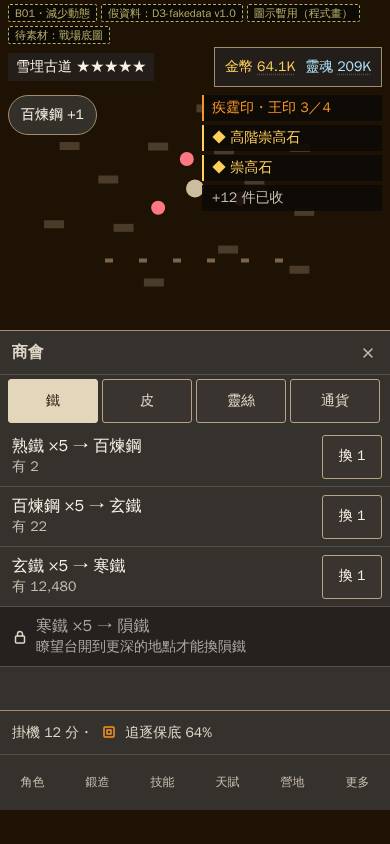 B01・減少動態 假資料：D3-fakedata v1.0 圖示暫用（程式畫）
待素材：戰場底圖
雪埋古道 ★★★★★
金幣 64.1K 靈魂 209K
百煉鋼 +1
疾霆印・王印 3／4
◆ 高階崇高石
◆ 崇高石
+12 件已收
商會 ×
鐵 皮 靈絲 通貨
熟鐵 ×5 → 百煉鋼
有 2
換 1
百煉鋼 ×5 → 玄鐵
有 22
換 1
玄鐵 ×5 → 寒鐵
有 12,480
換 1
寒鐵 ×5 → 隕鐵
瞭望台開到更深的地點才能換隕鐵
掛機 12 分・ 追逐保底 64%
角色 鍛造 技能 天賦 營地 更多